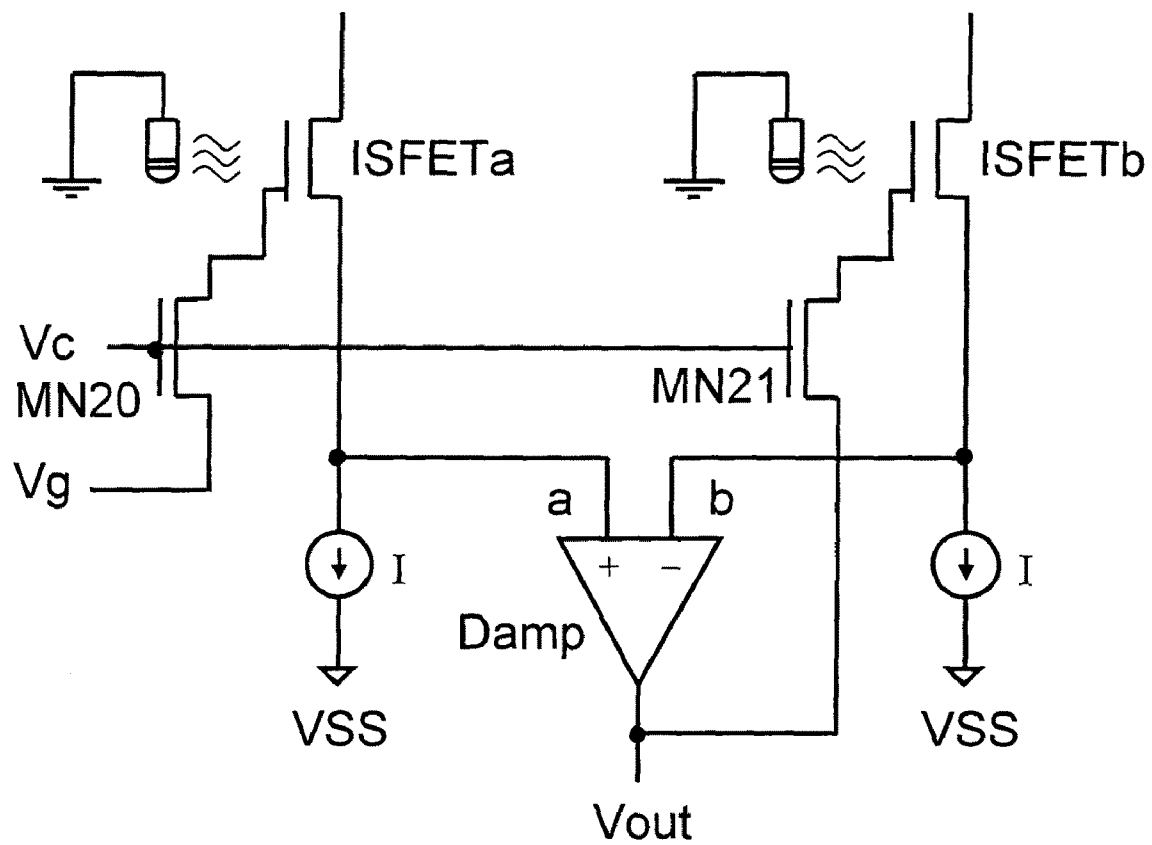 ISFETa
ISFETb
Vc
MN20
MN21
Vg
a
b
I
+
−
I
Damp
VSS
VSS
Vout